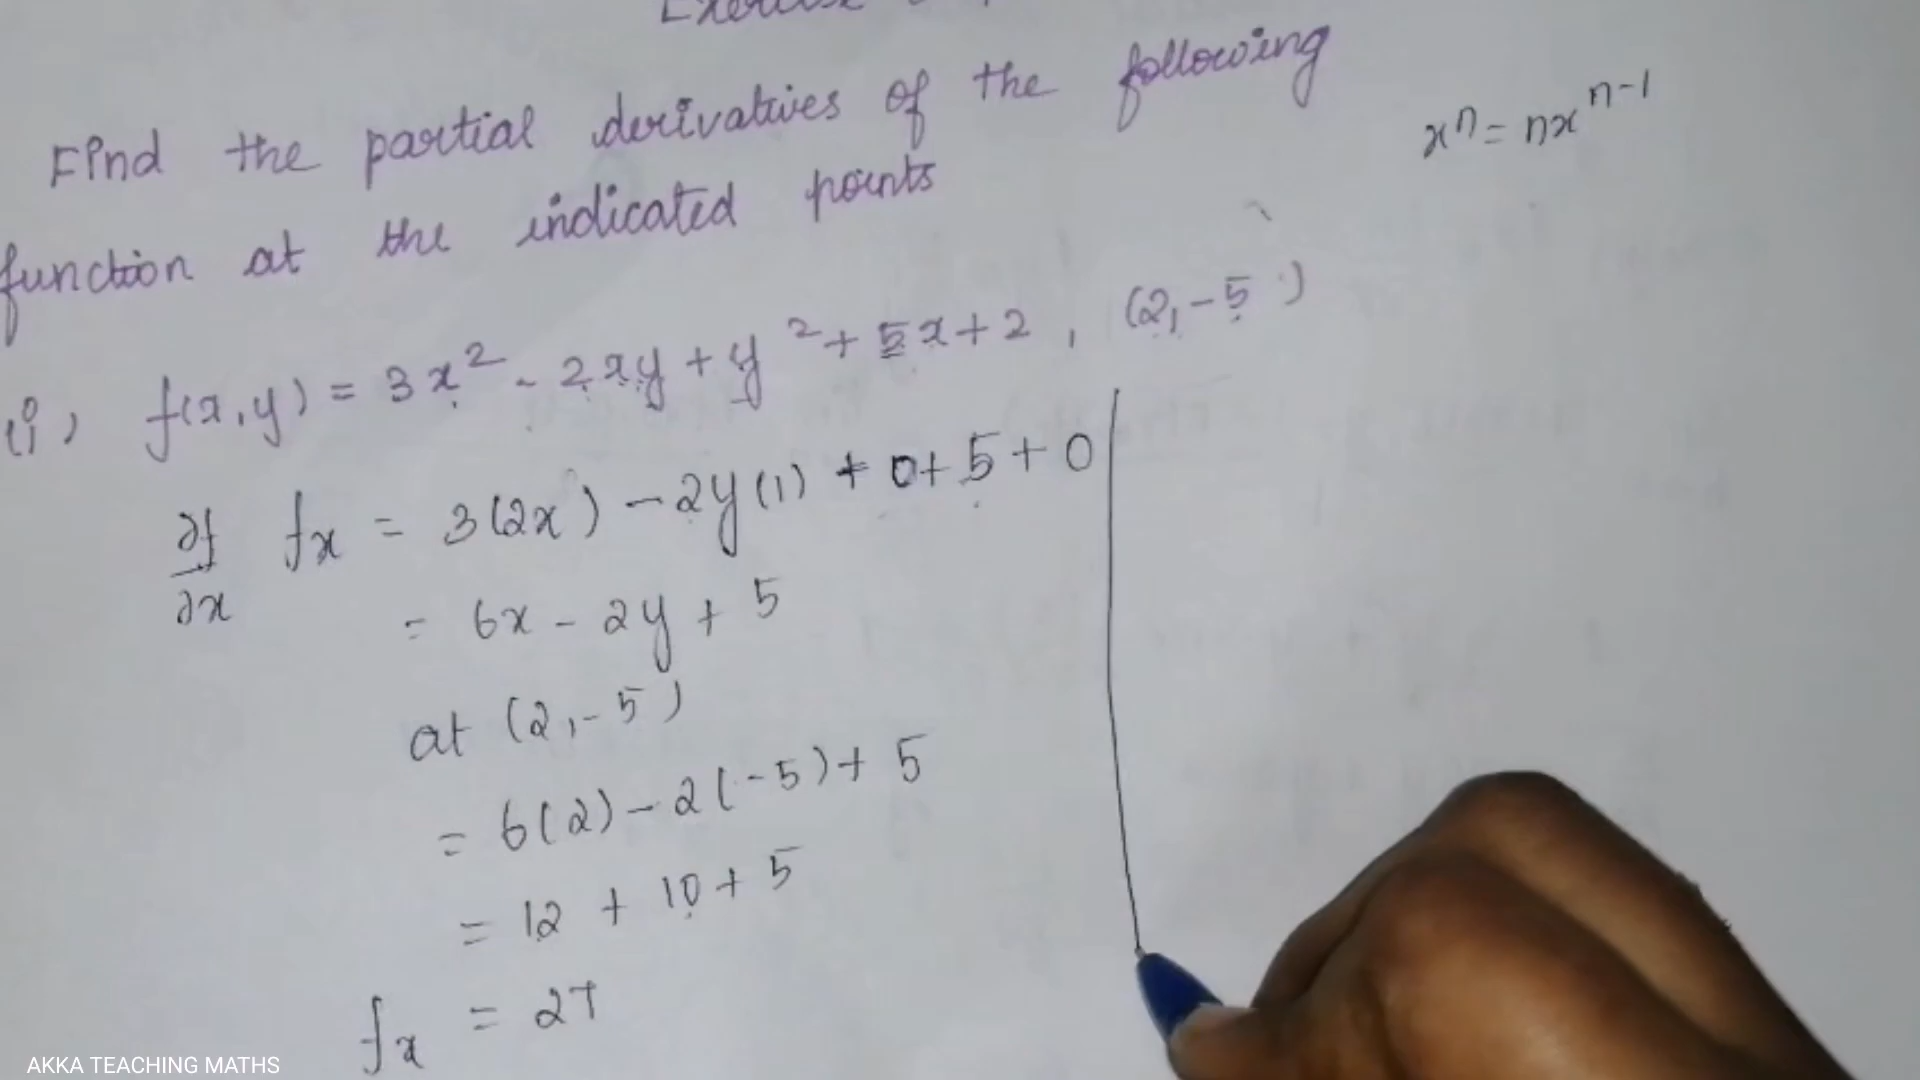 Find the partial derivatives of the following
function at the indicated points
xⁿ = nxⁿ⁻¹
(i), f(x,y) = 3x² - 2xy + y² + 5x + 2, (2, -5)
∂f/∂x fx = 3(2x) - 2y(1) + 0 + 5 + 0
= 6x - 2y + 5
at (2, -5)
= 6(2) - 2(-5) + 5
= 12 + 10 + 5
fx = 27
AKKA TEACHING MATHS